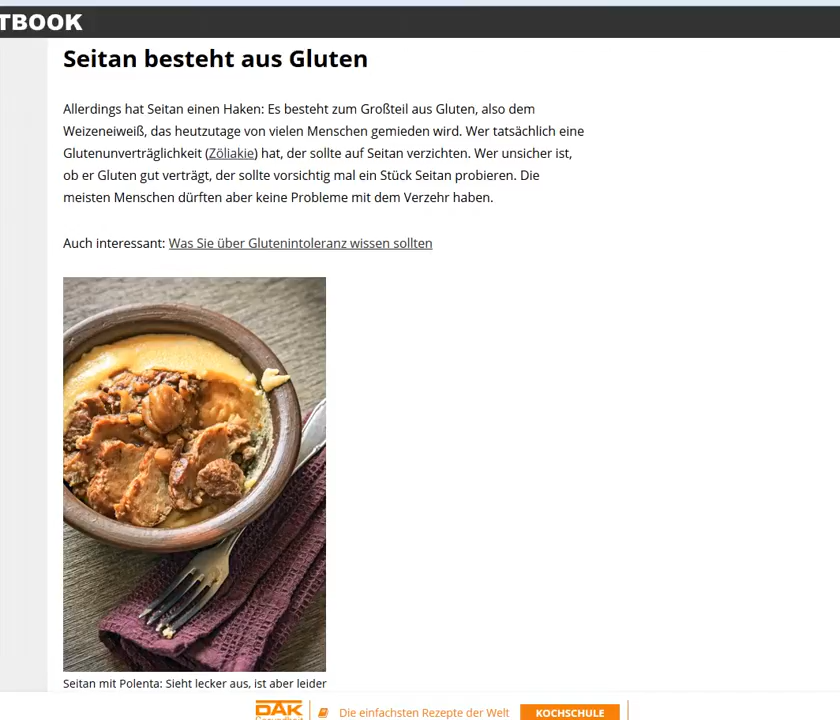 TBOOK
Seitan besteht aus Gluten
Allerdings hat Seitan einen Haken: Es besteht zum Großteil aus Gluten, also dem
Weizeneiweiß, das heutzutage von vielen Menschen gemieden wird. Wer tatsächlich eine
Glutenunverträglichkeit (Zöliakie) hat, der sollte auf Seitan verzichten. Wer unsicher ist,
ob er Gluten gut verträgt, der sollte vorsichtig mal ein Stück Seitan probieren. Die
meisten Menschen dürften aber keine Probleme mit dem Verzehr haben.
Auch interessant: Was Sie über Glutenintoleranz wissen sollten
Seitan mit Polenta: Sieht lecker aus, ist aber leider
DAK
Gesundheit
Die einfachsten Rezepte der Welt
KOCHSCHULE